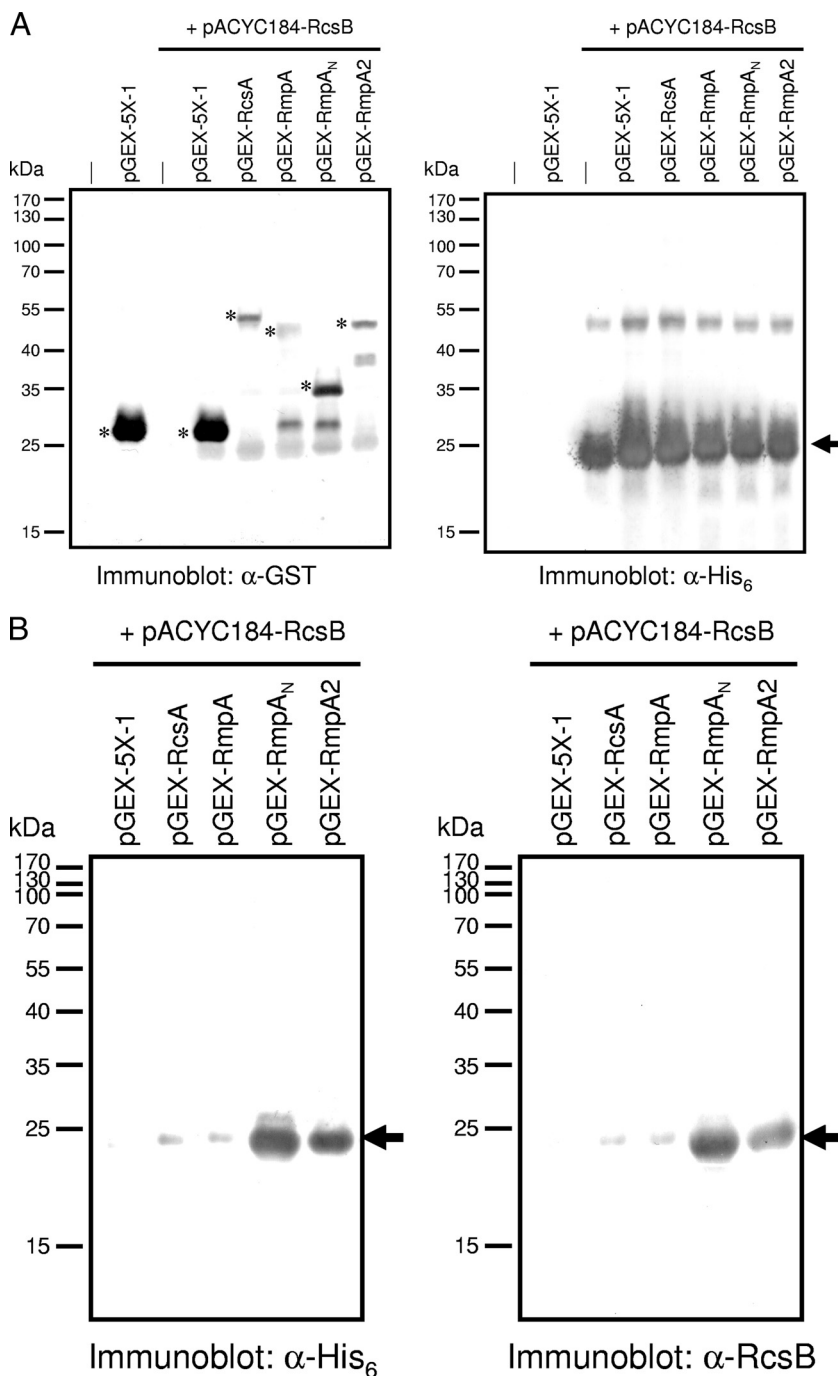 A
+ pACYC184-RcsB
— pGEX-5X-1 — pGEX-5X-1 pGEX-RcsA pGEX-RmpA pGEX-RmpAN pGEX-RmpA2
kDa
170
130
100
70
55
40
35
25
15
*
*
*
*
*
*
Immunoblot: α-GST
+ pACYC184-RcsB
— pGEX-5X-1 — pGEX-5X-1 pGEX-RcsA pGEX-RmpA pGEX-RmpAN pGEX-RmpA2
kDa
170
130
100
70
55
40
35
25
15
Immunoblot: α-His6
B
+ pACYC184-RcsB
pGEX-5X-1 pGEX-RcsA pGEX-RmpA pGEX-RmpAN pGEX-RmpA2
kDa
170
130
100
70
55
40
35
25
15
Immunoblot: α-His6
+ pACYC184-RcsB
pGEX-5X-1 pGEX-RcsA pGEX-RmpA pGEX-RmpAN pGEX-RmpA2
kDa
170
130
100
70
55
40
35
25
15
Immunoblot: α-RcsB